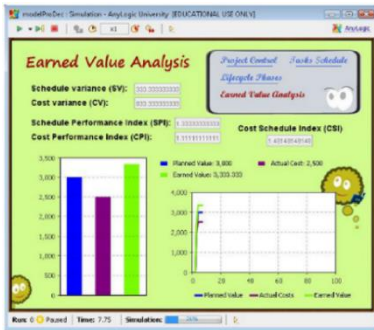 modelProDec : Simulation - AnyLogic University [EDUCATIONAL USE ONLY]
x1
AnyLogic
Earned Value Analysis
Project Control Tasks Schedule
Lifecycle Phases
Earned Value Analysis
Schedule variance (SV):
Cost variance (CV):
Schedule Performance Index (SPI):
Cost Performance Index (CPI):
Cost Schedule Index (CSI)
Planned Value: 3,000
Actual Cost: 2,500
Earned Value: 3,333.333
3,500
3,000
2,500
2,000
1,500
1,000
500
0
4,000
3,000
2,000
1,000
0
0 20 40 60 80 100
Planned Value Actual Costs Earned Value
Run: 0 Paused Time: 7.75 Simulation: